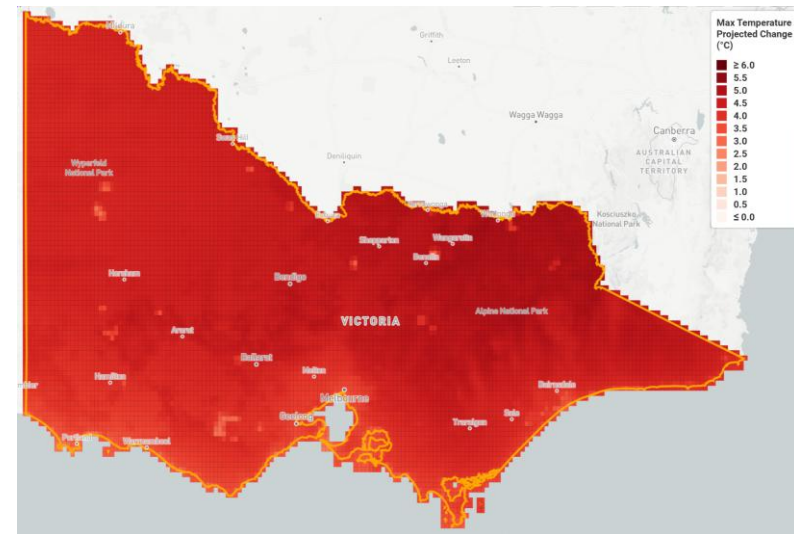 Max Temperature
Projected Change
(°C)
≥ 6.0
5.5
5.0
4.5
4.0
3.5
3.0
2.5
2.0
1.5
1.0
0.5
≤ 0.0
Mildura
Griffith
Leeton
Wagga Wagga
Canberra
AUSTRALIAN
CAPITAL
TERRITORY
Swan Hill
Deniliquin
Wyperfeld
National Park
Kosciuszko
National Park
Shepparton
Wangaratta
Benalla
Horsham
Bendigo
VICTORIA
Alpine National Park
Ararat
Ballarat
Melton
Hamilton
Melbourne
Bairnsdale
Geelong
Sale
Traralgon
Portland
Warrnambool